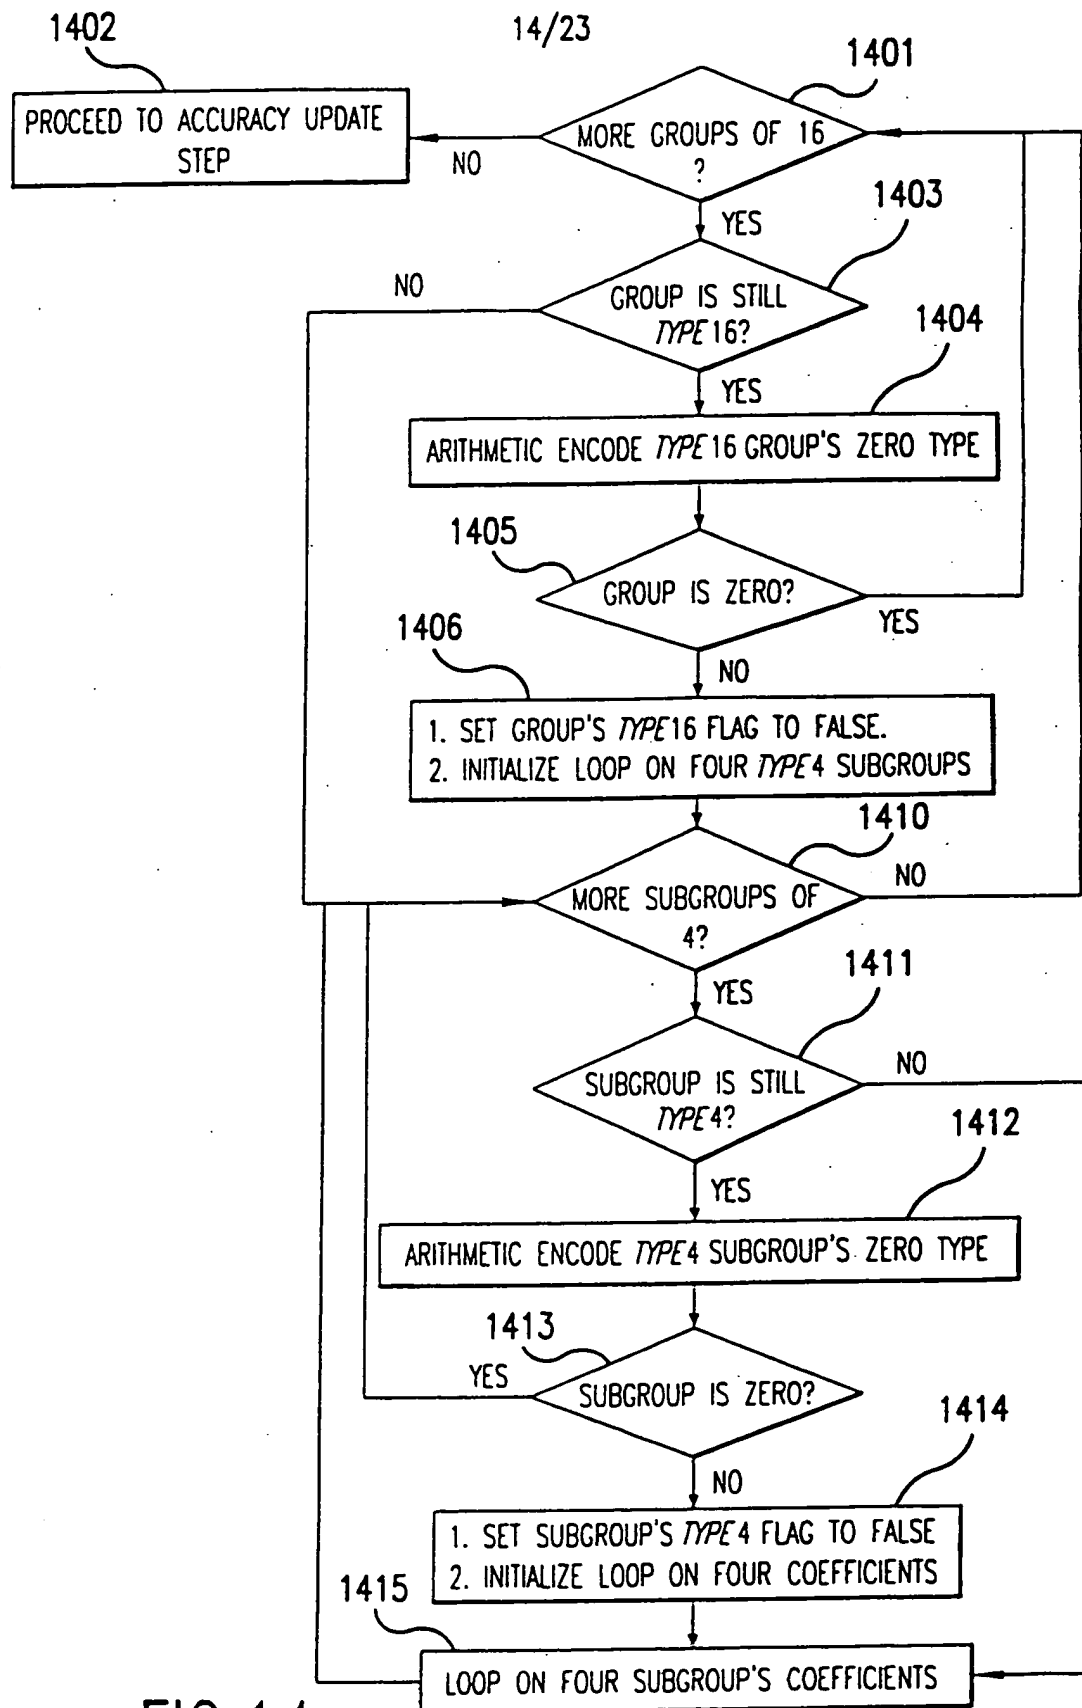 1402
14/23
1401
PROCEED TO ACCURACY UPDATE
STEP
NO
MORE GROUPS OF 16
?
YES
1403
NO
GROUP IS STILL
TYPE 16?
1404
YES
ARITHMETIC ENCODE TYPE 16 GROUP'S ZERO TYPE
1405
GROUP IS ZERO?
YES
1406
NO
1. SET GROUP'S TYPE 16 FLAG TO FALSE.
2. INITIALIZE LOOP ON FOUR TYPE 4 SUBGROUPS
1410
NO
MORE SUBGROUPS OF
4?
1411
YES
NO
SUBGROUP IS STILL
TYPE 4?
1412
YES
ARITHMETIC ENCODE TYPE 4 SUBGROUP'S ZERO TYPE
1413
YES
SUBGROUP IS ZERO?
1414
NO
1. SET SUBGROUP'S TYPE 4 FLAG TO FALSE
2. INITIALIZE LOOP ON FOUR COEFFICIENTS
1415
LOOP ON FOUR SUBGROUP'S COEFFICIENTS